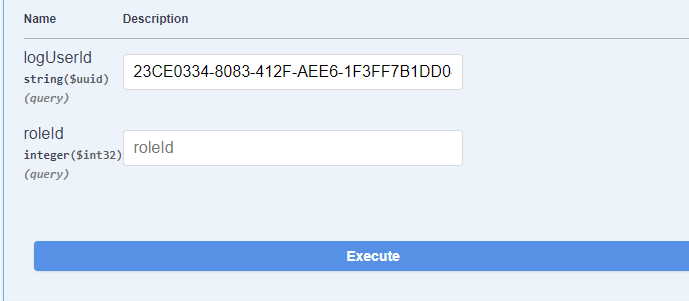 Name Description
logUserId
string($uuid)
(query)
23CE0334-8083-412F-AEE6-1F3FF7B1DD0
roleId
integer($int32)
(query)
roleId
Execute